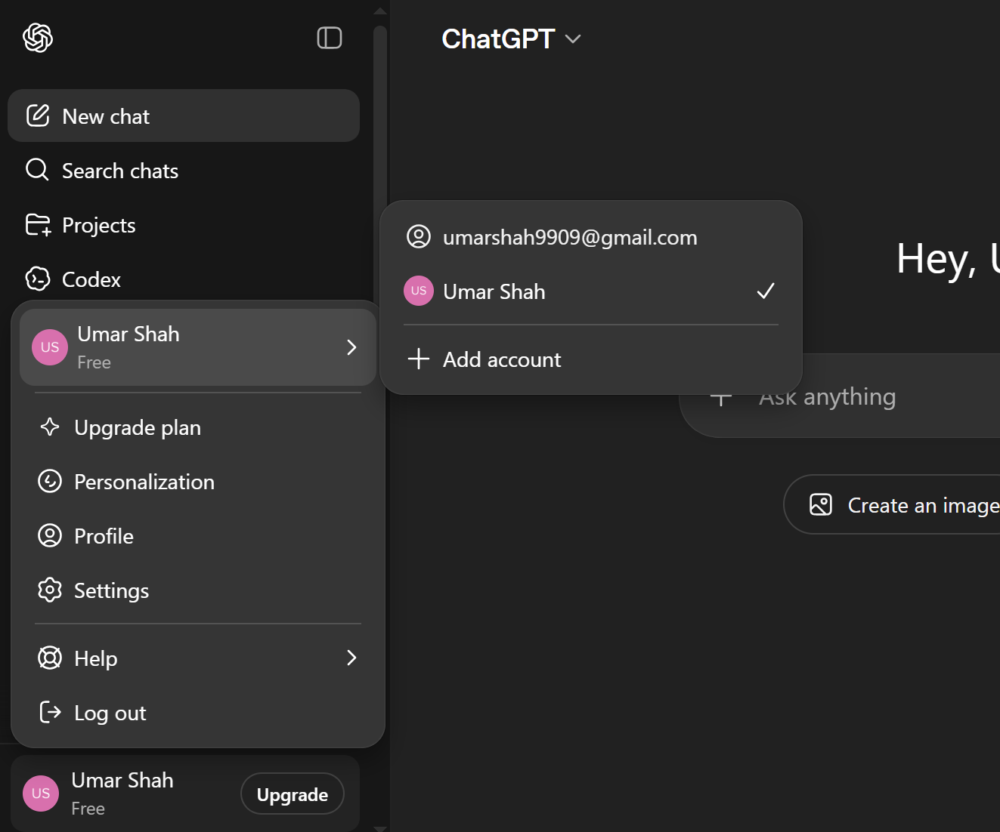 ChatGPT
New chat
Search chats
Projects
Codex
umarshah9909@gmail.com
US Umar Shah
Add account
US Umar Shah
Free
Upgrade plan
Personalization
Profile
Settings
Help
Log out
US Umar Shah
Free
Upgrade
Hey, U
Ask anything
Create an image